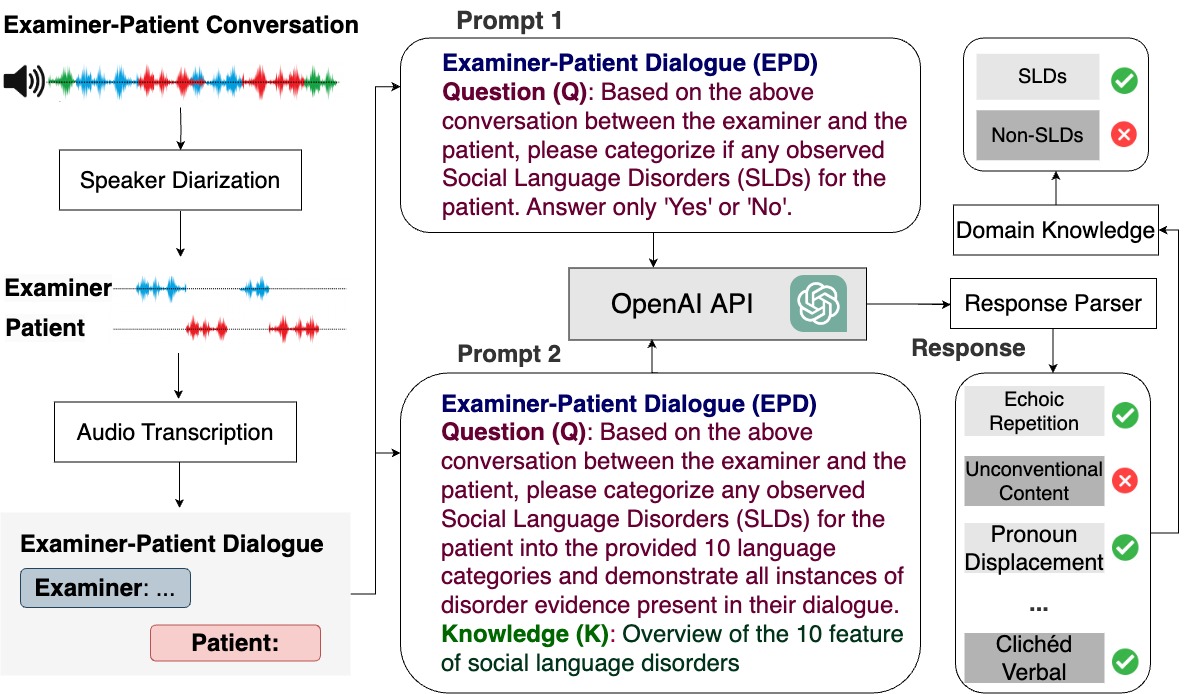 Examiner-Patient Conversation
Speaker Diarization
Examiner
Patient
Audio Transcription
Examiner-Patient Dialogue
Examiner: ...
Patient:
Prompt 1
Examiner-Patient Dialogue (EPD)
Question (Q): Based on the above
conversation between the examiner and the
patient, please categorize if any observed
Social Language Disorders (SLDs) for the
patient. Answer only 'Yes' or 'No'.
OpenAI API
Prompt 2
Examiner-Patient Dialogue (EPD)
Question (Q): Based on the above
conversation between the examiner and the
patient, please categorize any observed
Social Language Disorders (SLDs) for the
patient into the provided 10 language
categories and demonstrate all instances of
disorder evidence present in their dialogue.
Knowledge (K): Overview of the 10 feature
of social language disorders
SLDs
Non-SLDs
Domain Knowledge
Response Parser
Response
Echoic
Repetition
Unconventional
Content
Pronoun
Displacement
...
Clichéd
Verbal